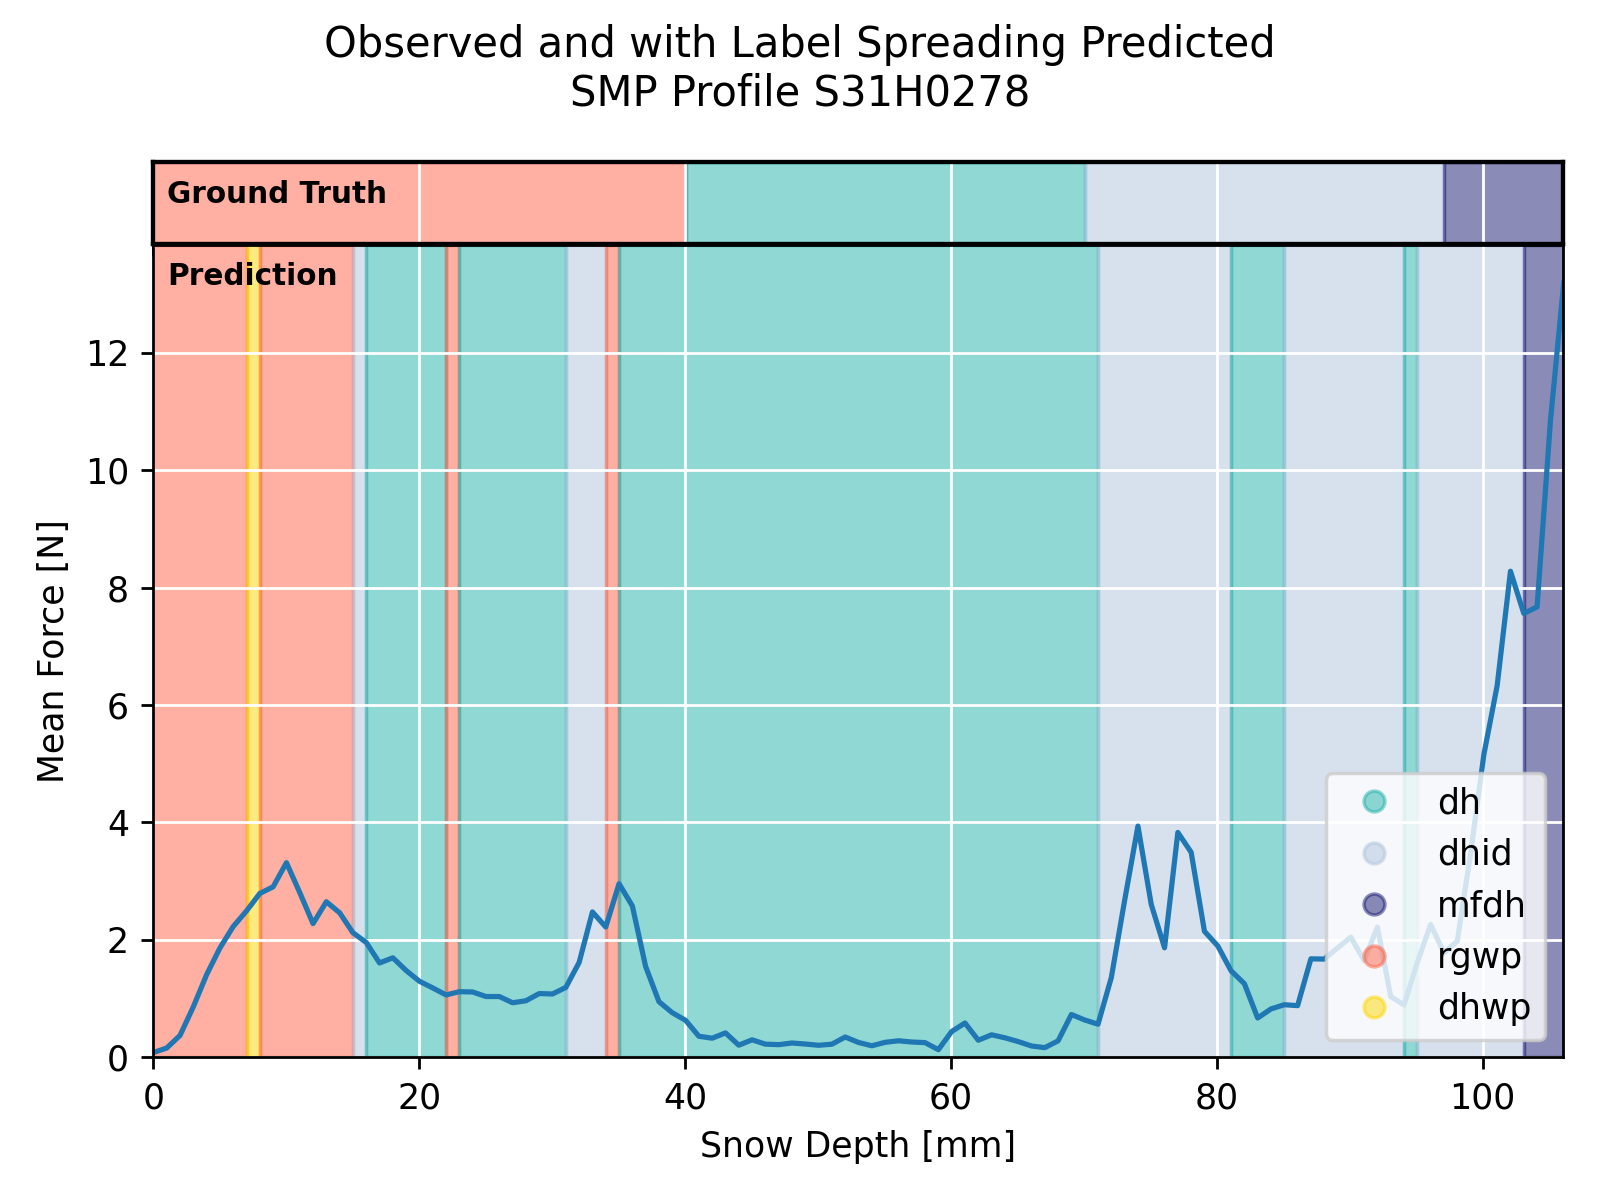 Observed and with Label Spreading Predicted
SMP Profile S31H0278
Ground Truth
Prediction
12
10
8
6
4
2
0
Mean Force [N]
dh
dhid
mfdh
rgwp
dhwp
0 20 40 60 80 100
Snow Depth [mm]